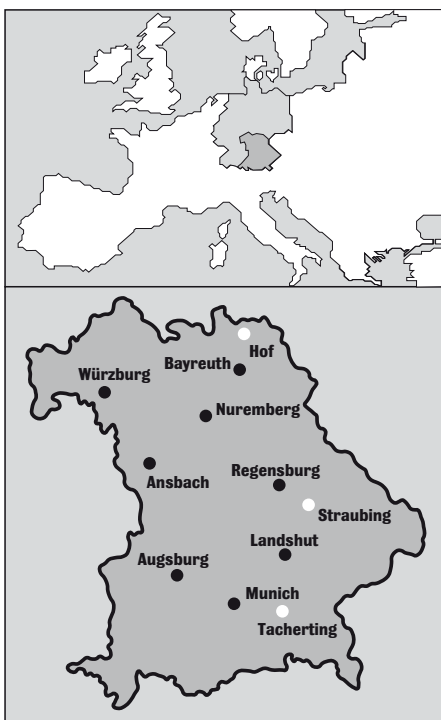 Hof
Bayreuth
Würzburg
Nuremberg
Ansbach
Regensburg
Straubing
Landshut
Augsburg
Munich
Tacherting